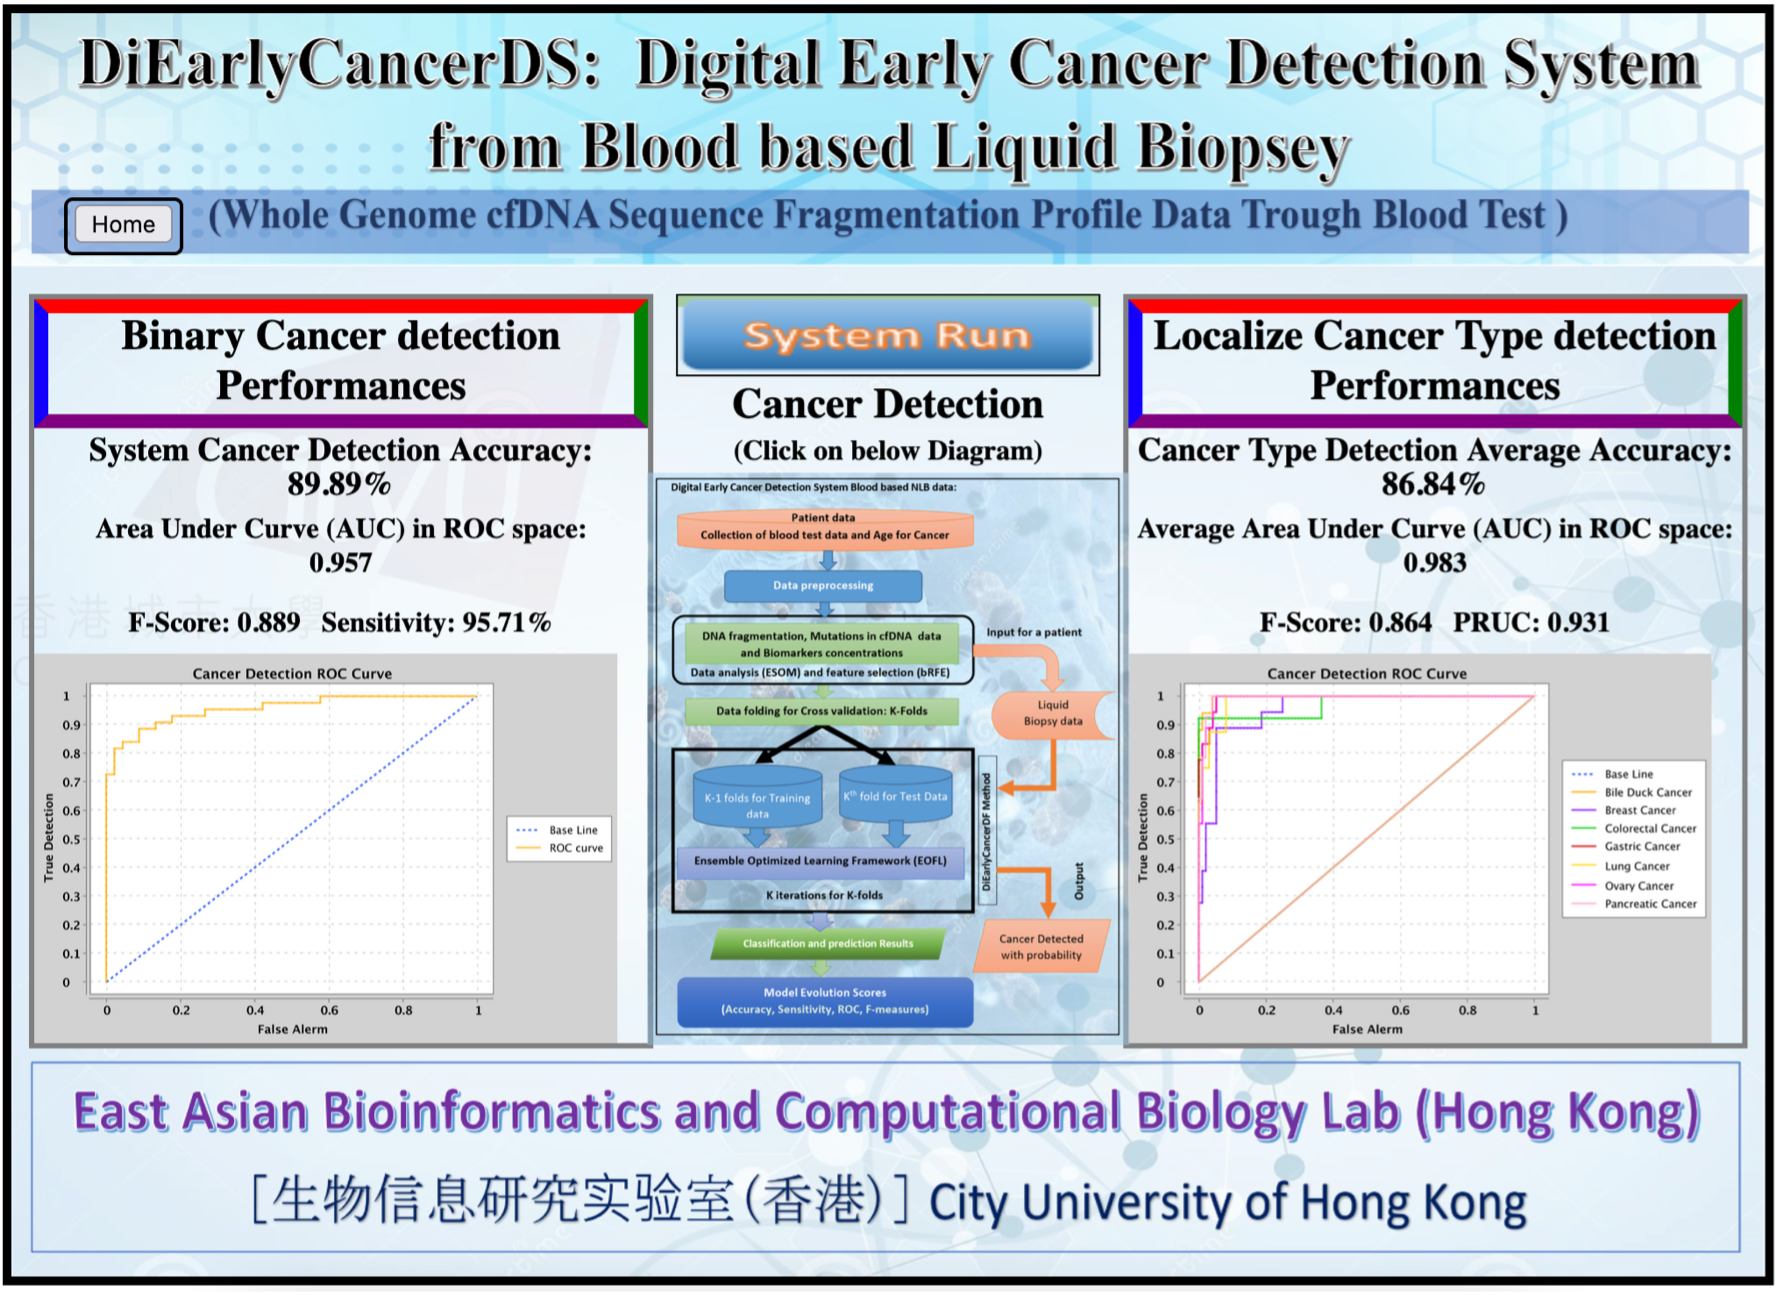 DiEarlyCancerDS: Digital Early Cancer Detection System
from Blood based Liquid Biopsey
Home
(Whole Genome cfDNA Sequence Fragmentation Profile Data Trough Blood Test )
Binary Cancer detection
Performances
System Cancer Detection Accuracy:
89.89%
Area Under Curve (AUC) in ROC space:
0.957
F-Score: 0.889 Sensitivity: 95.71%
Cancer Detection ROC Curve
True Detection
1
0.9
0.8
0.7
0.6
0.5
0.4
0.3
0.2
0.1
0
0 0.2 0.4 0.6 0.8 1
False Alerm
Base Line
ROC curve
System Run
Cancer Detection
(Click on below Diagram)
Digital Early Cancer Detection System Blood based NLB data:
Patient data
Collection of blood test data and Age for Cancer
Data preprocessing
DNA fragmentation, Mutations in cfDNA data
and Biomarkers concentrations
Data analysis (ESOM) and feature selection (bRFE)
Input for a patient
Liquid
Biopsy data
Data folding for Cross validation: K-Folds
K-1 folds for Training
data
Kth fold for Test Data
DiEarlyCancerDF Method
Ensemble Optimized Learning Framework (EOFL)
K iterations for K-folds
Output
Classification and prediction Results
Cancer Detected
with probability
Model Evolution Scores
(Accuracy, Sensitivity, ROC, F-measures)
Localize Cancer Type detection
Performances
Cancer Type Detection Average Accuracy:
86.84%
Average Area Under Curve (AUC) in ROC space:
0.983
F-Score: 0.864 PRUC: 0.931
Cancer Detection ROC Curve
True Detection
1
0.9
0.8
0.7
0.6
0.5
0.4
0.3
0.2
0.1
0
0 0.2 0.4 0.6 0.8 1
False Alerm
Base Line
Bile Duck Cancer
Breast Cancer
Colorectal Cancer
Gastric Cancer
Lung Cancer
Ovary Cancer
Pancreatic Cancer
香港城市大學
East Asian Bioinformatics and Computational Biology Lab (Hong Kong)
[生物信息研究实验室(香港)] City University of Hong Kong